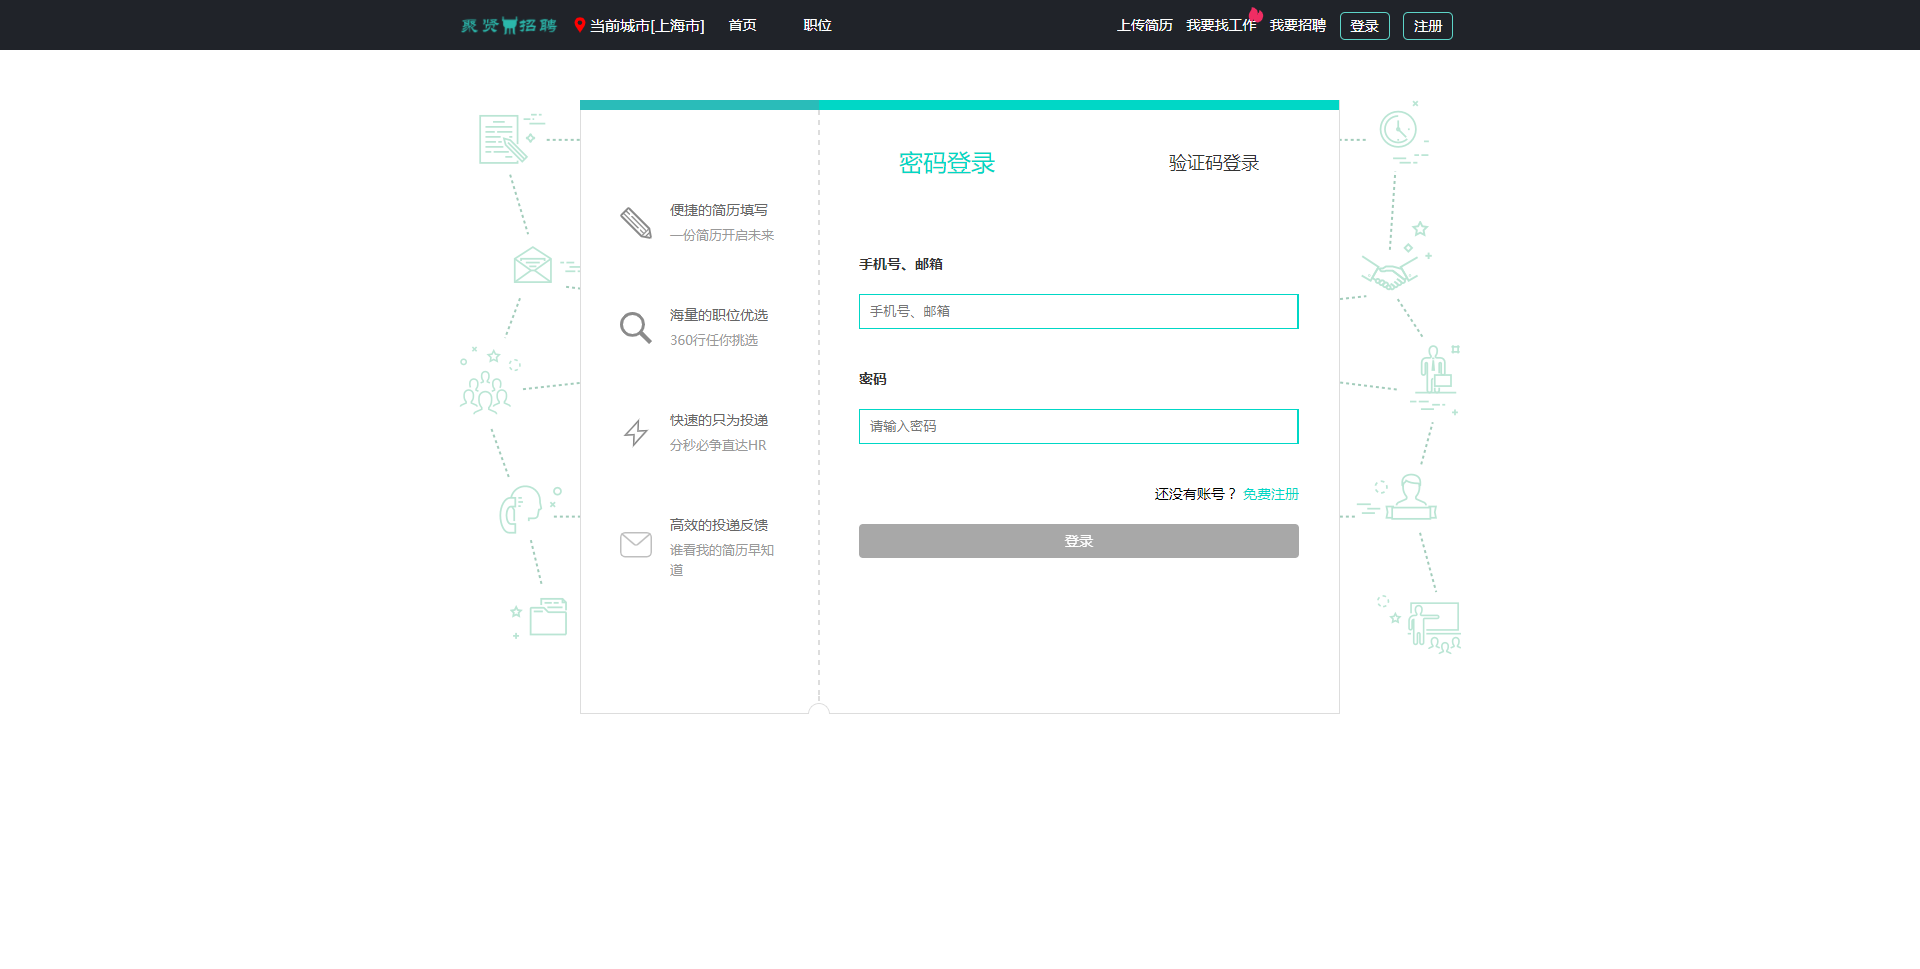 聚贤招聘 当前城市[上海市] 首页 职位 上传简历 我要找工作 我要招聘 登录 注册
密码登录 验证码登录
便捷的简历填写
一份简历开启未来
海量的职位优选
360行任你挑选
快速的只为投递
分秒必争直达HR
高效的投递反馈
谁看我的简历早知
道
手机号、邮箱
手机号、邮箱
密码
请输入密码
还没有账号？ 免费注册
登录